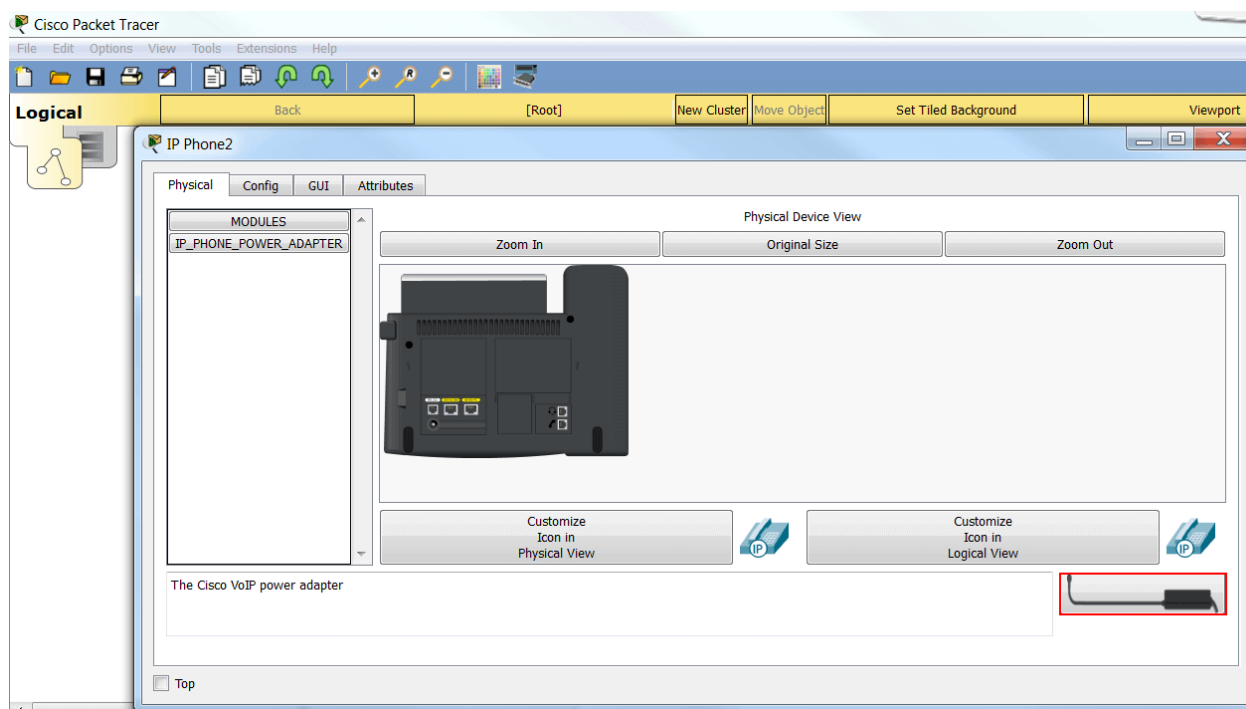 Cisco Packet Tracer
File Edit Options View Tools Extensions Help
Logical Back [Root] New Cluster Move Object Set Tiled Background Viewport
IP Phone2
Physical Config GUI Attributes
MODULES
IP_PHONE_POWER_ADAPTER
Physical Device View
Zoom In Original Size Zoom Out
Customize
Icon in
Physical View
IP
Customize
Icon in
Logical View
IP
The Cisco VoIP power adapter
Top